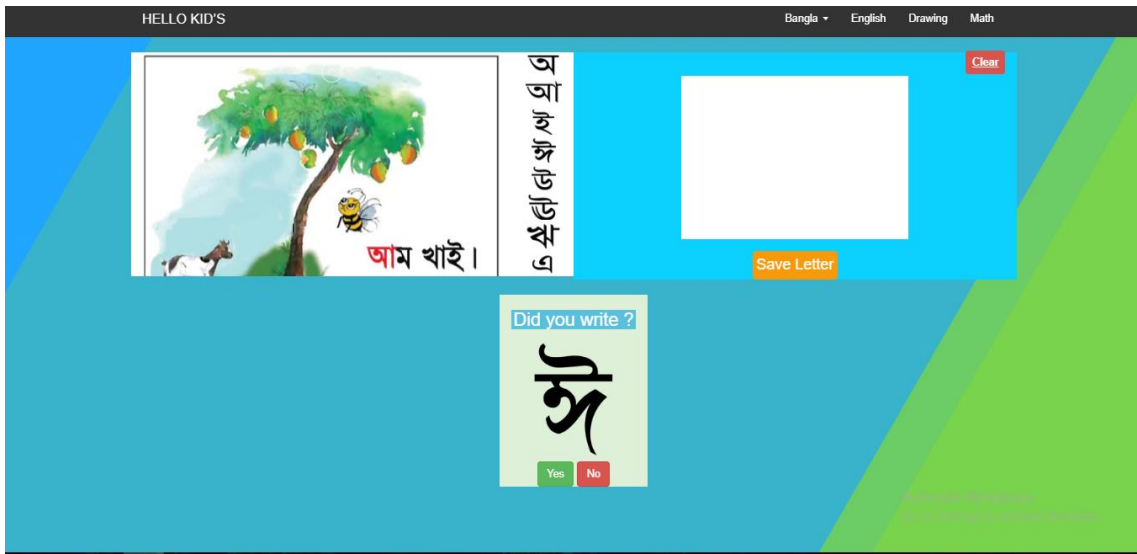 HELLO KID'S
Bangla English Drawing Math
Clear
অ
আ
ই
ঈ
উ
ঊ
ঋ
এ
আম খাই।
Save Letter
Did you write ?
ঈ
Yes No